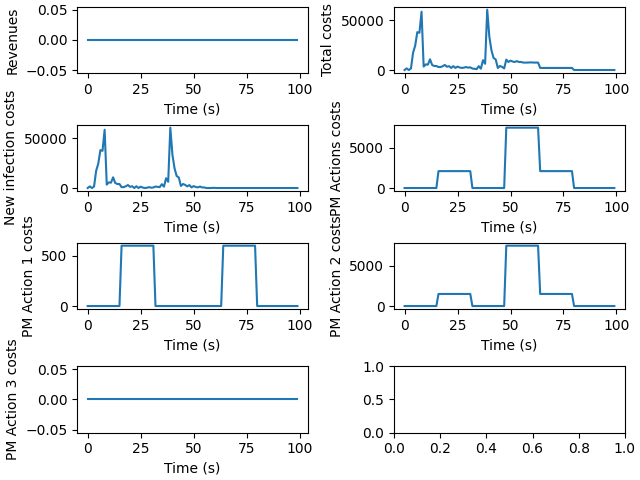 Revenues
0.05
0.00
−0.05
0 25 50 75 100
Time (s)
Total costs
50000
0
0 25 50 75 100
Time (s)
New infection costs
50000
0
0 25 50 75 100
Time (s)
PM Actions costs
5000
0
0 25 50 75 100
Time (s)
PM Action 1 costs
500
0
0 25 50 75 100
Time (s)
PM Action 2 costs
5000
0
0 25 50 75 100
Time (s)
PM Action 3 costs
0.05
0.00
−0.05
0 25 50 75 100
Time (s)
1.0
0.5
0.0
0.0 0.2 0.4 0.6 0.8 1.0